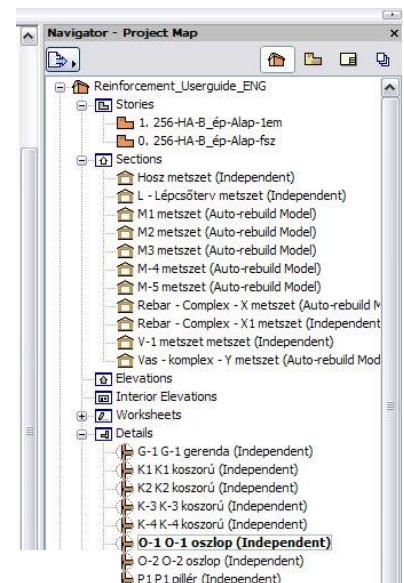 Navigator - Project Map
Reinforcement_Userguide_ENG
Stories
1. 256-HA-B_ép-Alap-1em
0. 256-HA-B_ép-Alap-fsz
Sections
Hosz metszet (Independent)
L - Lépcsőterv metszet (Independent)
M1 metszet (Auto-rebuild Model)
M2 metszet (Auto-rebuild Model)
M3 metszet (Auto-rebuild Model)
M-4 metszet (Auto-rebuild Model)
M-5 metszet (Auto-rebuild Model)
Rebar - Complex - X metszet (Auto-rebuild M
Rebar - Complex - X1 metszet (Independent
V-1 metszet metszet (Independent)
Vas - komplex - Y metszet (Auto-rebuild Mod
Elevations
Interior Elevations
Worksheets
Details
G-1 G-1 gerenda (Independent)
K1 K1 koszorú (Independent)
K2 K2 koszorú (Independent)
K-3 K-3 koszorú (Independent)
K-4 K-4 koszorú (Independent)
O-1 O-1 oszlop (Independent)
O-2 O-2 oszlop (Independent)
P1 P1 pillér (Independent)